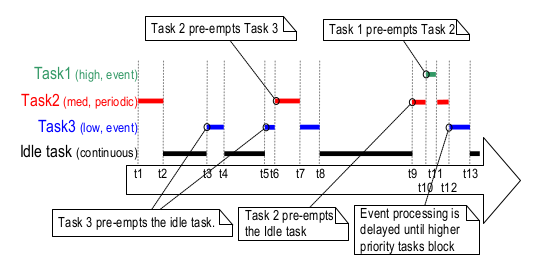 Task 2 pre-empts Task 3
Task 1 pre-empts Task 2
Task1 (high, event)
Task2 (med, periodic)
Task3 (low, event)
Idle task (continuous)
t1 t2 t3 t4 t5 t6 t7 t8 t9 t11 t13
t10 t12
Task 3 pre-empts the idle task.
Task 2 pre-empts
the Idle task
Event processing is
delayed until higher
priority tasks block